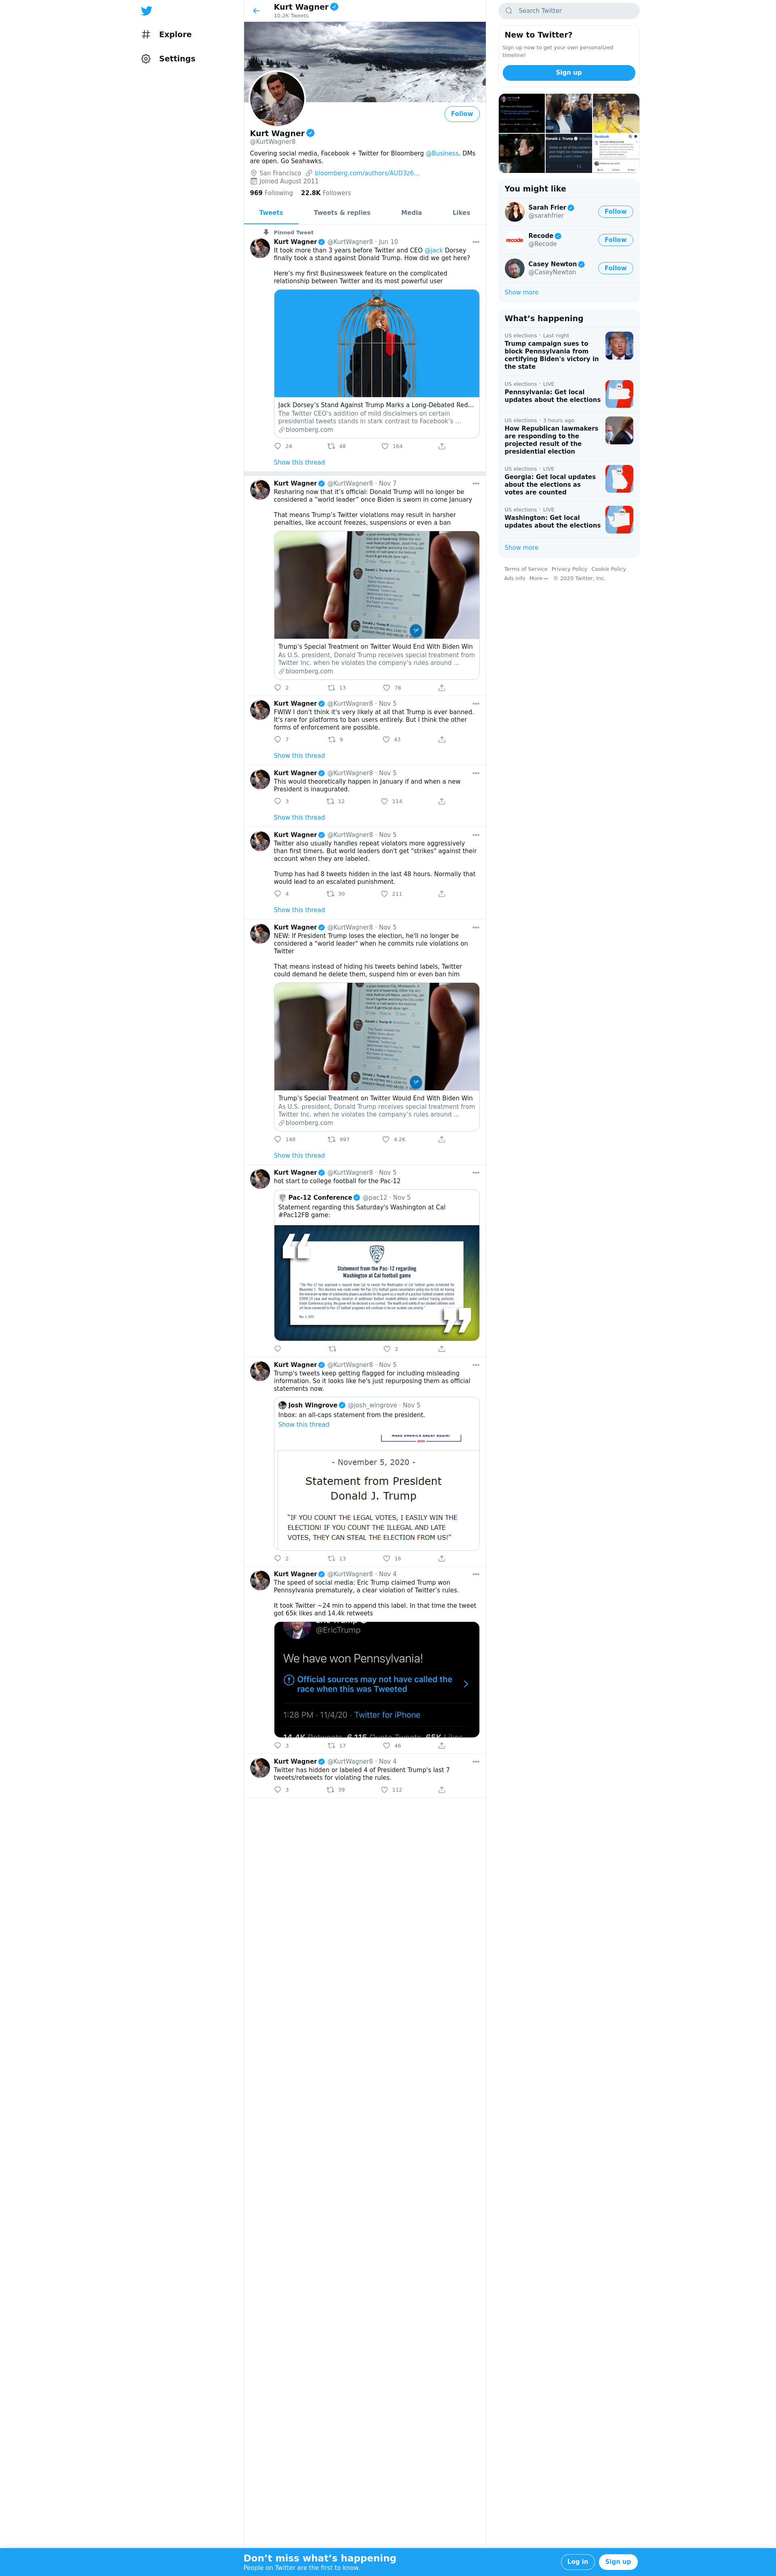 Explore
Settings
Kurt Wagner
10.2K Tweets
Follow
Kurt Wagner
@KurtWagner8
Covering social media, Facebook + Twitter for Bloomberg @Business. DMs
are open. Go Seahawks.
San Francisco bloomberg.com/authors/AUD3z6...
Joined August 2011
969 Following 22.8K Followers
Tweets Tweets & replies Media Likes
Pinned Tweet
Kurt Wagner @KurtWagner8 · Jun 10
It took more than 3 years before Twitter and CEO @jack Dorsey
finally took a stand against Donald Trump. How did we get here?
Here's my first Businessweek feature on the complicated
relationship between Twitter and its most powerful user
Jack Dorsey's Stand Against Trump Marks a Long-Debated Red...
The Twitter CEO's addition of mild disclaimers on certain
presidential tweets stands in stark contrast to Facebook's ...
bloomberg.com
24 48 164
Show this thread
Kurt Wagner @KurtWagner8 · Nov 7
Resharing now that it's official: Donald Trump will no longer be
considered a "world leader" once Biden is sworn in come January
That means Trump's Twitter violations may result in harsher
penalties, like account freezes, suspensions or even a ban
Trump's Special Treatment on Twitter Would End With Biden Win
As U.S. president, Donald Trump receives special treatment from
Twitter Inc. when he violates the company's rules around ...
bloomberg.com
2 13 78
Kurt Wagner @KurtWagner8 · Nov 5
FWIW I don't think it's very likely at all that Trump is ever banned.
It's rare for platforms to ban users entirely. But I think the other
forms of enforcement are possible.
7 9 43
Show this thread
Kurt Wagner @KurtWagner8 · Nov 5
This would theoretically happen in January if and when a new
President is inaugurated.
3 12 114
Show this thread
Kurt Wagner @KurtWagner8 · Nov 5
Twitter also usually handles repeat violators more aggressively
than first timers. But world leaders don't get "strikes" against their
account when they are labeled.
Trump has had 8 tweets hidden in the last 48 hours. Normally that
would lead to an escalated punishment.
4 30 211
Show this thread
Kurt Wagner @KurtWagner8 · Nov 5
NEW: If President Trump loses the election, he'll no longer be
considered a "world leader" when he commits rule violations on
Twitter
That means instead of hiding his tweets behind labels, Twitter
could demand he delete them, suspend him or even ban him
Trump's Special Treatment on Twitter Would End With Biden Win
As U.S. president, Donald Trump receives special treatment from
Twitter Inc. when he violates the company's rules around ...
bloomberg.com
148 997 4.2K
Show this thread
Kurt Wagner @KurtWagner8 · Nov 5
hot start to college football for the Pac-12
Pac-12 Conference @pac12 · Nov 5
Statement regarding this Saturday's Washington at Cal
#Pac12FB game:
Statement from the Pac-12 regarding
Washington at Cal football game
2
Kurt Wagner @KurtWagner8 · Nov 5
Trump's tweets keep getting flagged for including misleading
information. So it looks like he's just repurposing them as official
statements now.
Josh Wingrove @josh_wingrove · Nov 5
Inbox: an all-caps statement from the president.
Show this thread
- November 5, 2020 -
Statement from President
Donald J. Trump
"IF YOU COUNT THE LEGAL VOTES, I EASILY WIN THE
ELECTION! IF YOU COUNT THE ILLEGAL AND LATE
VOTES, THEY CAN STEAL THE ELECTION FROM US!"
2 13 16
Kurt Wagner @KurtWagner8 · Nov 4
The speed of social media: Eric Trump claimed Trump won
Pennsylvania prematurely, a clear violation of Twitter's rules.
It took Twitter ~24 min to append this label. In that time the tweet
got 65k likes and 14.4k retweets
@EricTrump
We have won Pennsylvania!
Official sources may not have called the
race when this was Tweeted
1:28 PM · 11/4/20 · Twitter for iPhone
3 17 46
Kurt Wagner @KurtWagner8 · Nov 4
Twitter has hidden or labeled 4 of President Trump's last 7
tweets/retweets for violating the rules.
3 39 112
Search Twitter
New to Twitter?
Sign up now to get your own personalized
timeline!
Sign up
You might like
Sarah Frier
@sarahfrier
Follow
recode
Recode
@Recode
Follow
Casey Newton
@CaseyNewton
Follow
Show more
What's happening
US elections · Last night
Trump campaign sues to
block Pennsylvania from
certifying Biden's victory in
the state
US elections · LIVE
Pennsylvania: Get local
updates about the elections
US elections · 3 hours ago
How Republican lawmakers
are responding to the
projected result of the
presidential election
US elections · LIVE
Georgia: Get local updates
about the elections as
votes are counted
US elections · LIVE
Washington: Get local
updates about the elections
Show more
Terms of Service Privacy Policy Cookie Policy
Ads info More © 2020 Twitter, Inc.
Don't miss what's happening
People on Twitter are the first to know.
Log in Sign up